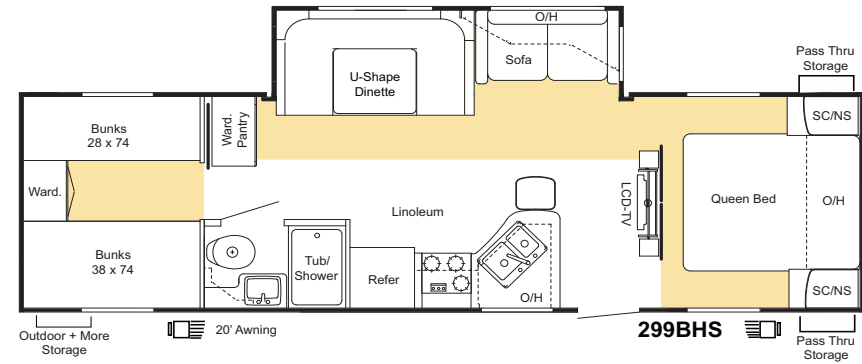 O/H
Sofa
U-Shape
Dinette
Pass Thru
Storage
Bunks
28 x 74
Ward.
Pantry
SC/NS
Ward.
Linoleum
LCD-TV
Queen Bed
O/H
Bunks
38 x 74
Tub/
Shower
Refer
O/H
SC/NS
Outdoor + More
Storage
20' Awning
299BHS
Pass Thru
Storage